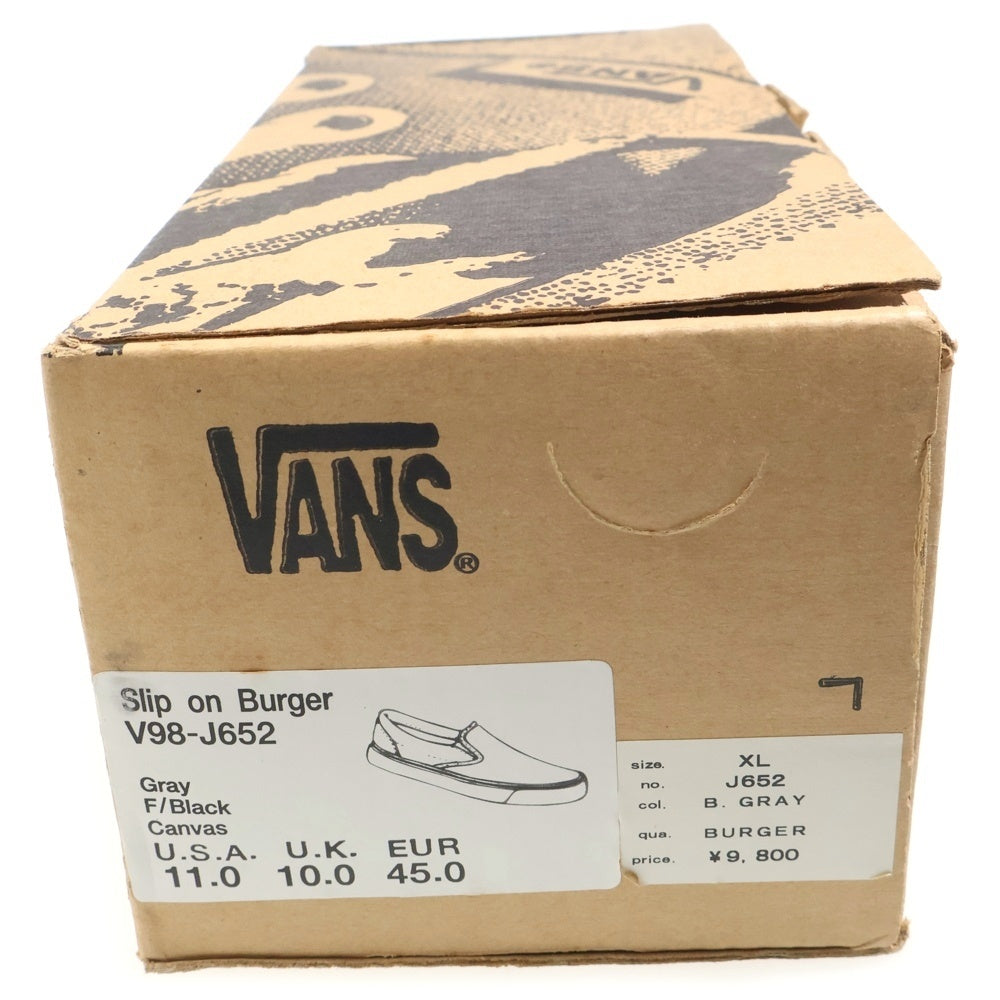 VANS
VANS®
Slip on Burger
V98-J652
Gray
F/Black
Canvas
U.S.A. U.K. EUR
11.0 10.0 45.0
size. XL
no. J652
col. B. GRAY
qua. BURGER
price. ¥9,800